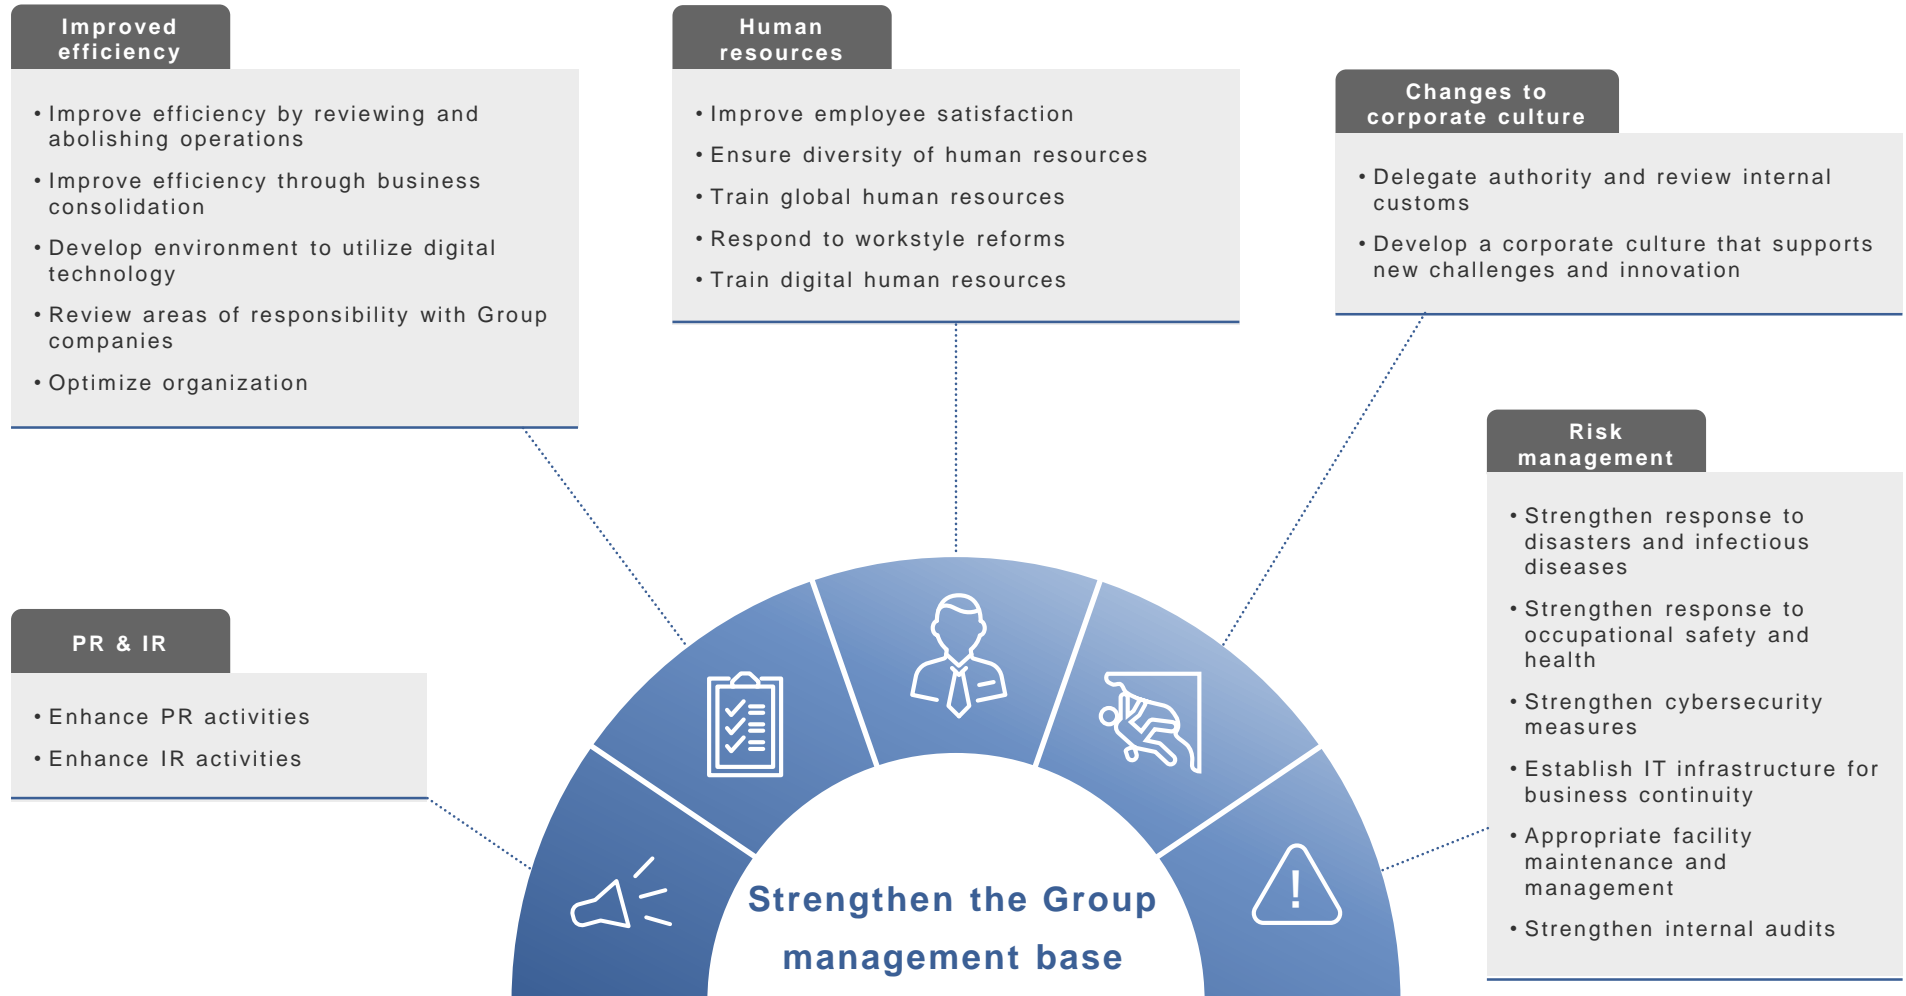 Improved
efficiency
• Improve efficiency by reviewing and
abolishing operations
• Improve efficiency through business
consolidation
• Develop environment to utilize digital
technology
• Review areas of responsibility with Group
companies
• Optimize organization
Human
resources
• Improve employee satisfaction
• Ensure diversity of human resources
• Train global human resources
• Respond to workstyle reforms
• Train digital human resources
Changes to
corporate culture
• Delegate authority and review internal
customs
• Develop a corporate culture that supports
new challenges and innovation
Risk
management
• Strengthen response to
disasters and infectious
diseases
• Strengthen response to
occupational safety and
health
• Strengthen cybersecurity
measures
• Establish IT infrastructure for
business continuity
• Appropriate facility
maintenance and
management
• Strengthen internal audits
PR & IR
• Enhance PR activities
• Enhance IR activities
!
Strengthen the Group
management base